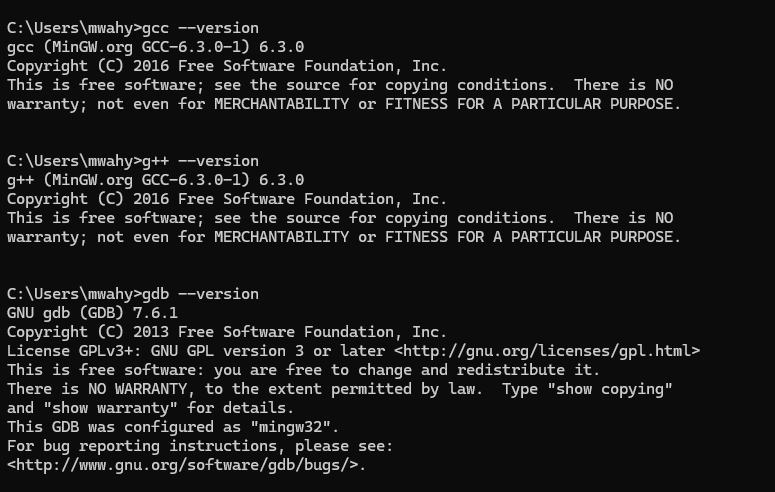 C:\Users\mwahy>gcc --version
gcc (MinGW.org GCC-6.3.0-1) 6.3.0
Copyright (C) 2016 Free Software Foundation, Inc.
This is free software; see the source for copying conditions.  There is NO
warranty; not even for MERCHANTABILITY or FITNESS FOR A PARTICULAR PURPOSE.
C:\Users\mwahy>g++ --version
g++ (MinGW.org GCC-6.3.0-1) 6.3.0
Copyright (C) 2016 Free Software Foundation, Inc.
This is free software; see the source for copying conditions.  There is NO
warranty; not even for MERCHANTABILITY or FITNESS FOR A PARTICULAR PURPOSE.
C:\Users\mwahy>gdb --version
GNU gdb (GDB) 7.6.1
Copyright (C) 2013 Free Software Foundation, Inc.
License GPLv3+: GNU GPL version 3 or later <http://gnu.org/licenses/gpl.html>
This is free software: you are free to change and redistribute it.
There is NO WARRANTY, to the extent permitted by law.  Type "show copying"
and "show warranty" for details.
This GDB was configured as "mingw32".
For bug reporting instructions, please see:
<http://www.gnu.org/software/gdb/bugs/>.